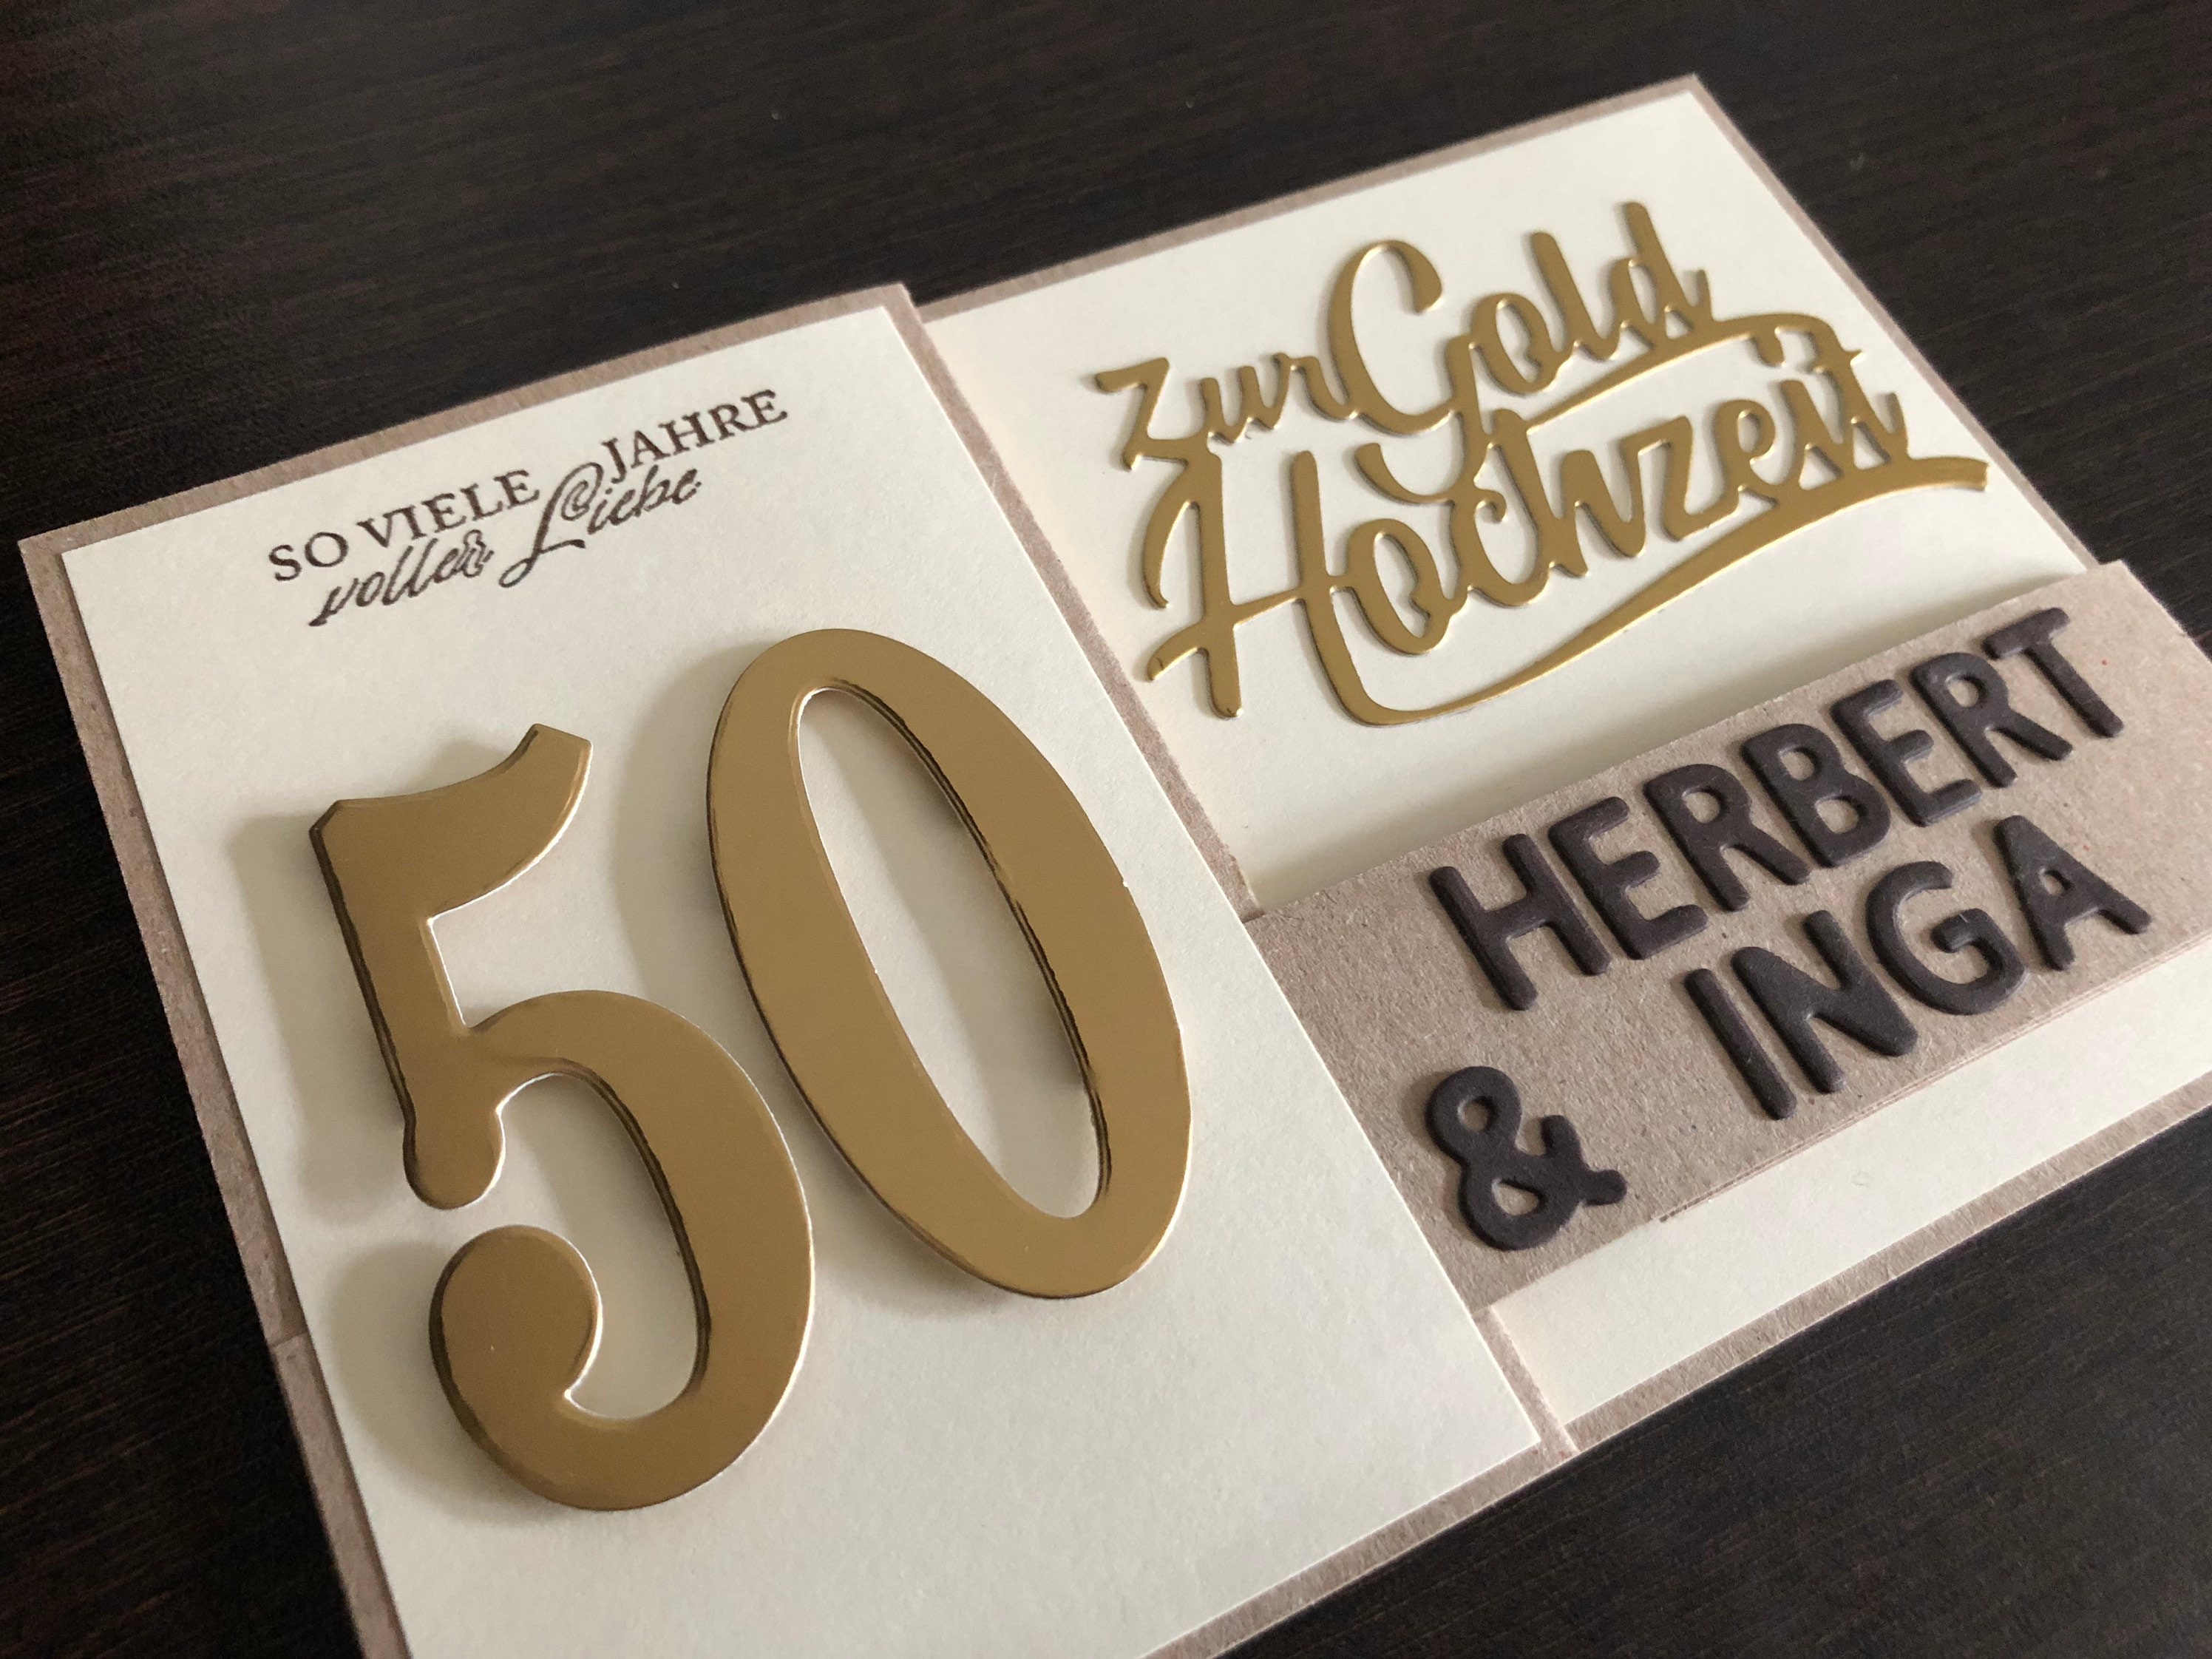 SO VIELE JAHRE
voller Liebe
50
zur Gold
Hochzeit
HERBERT
& INGA